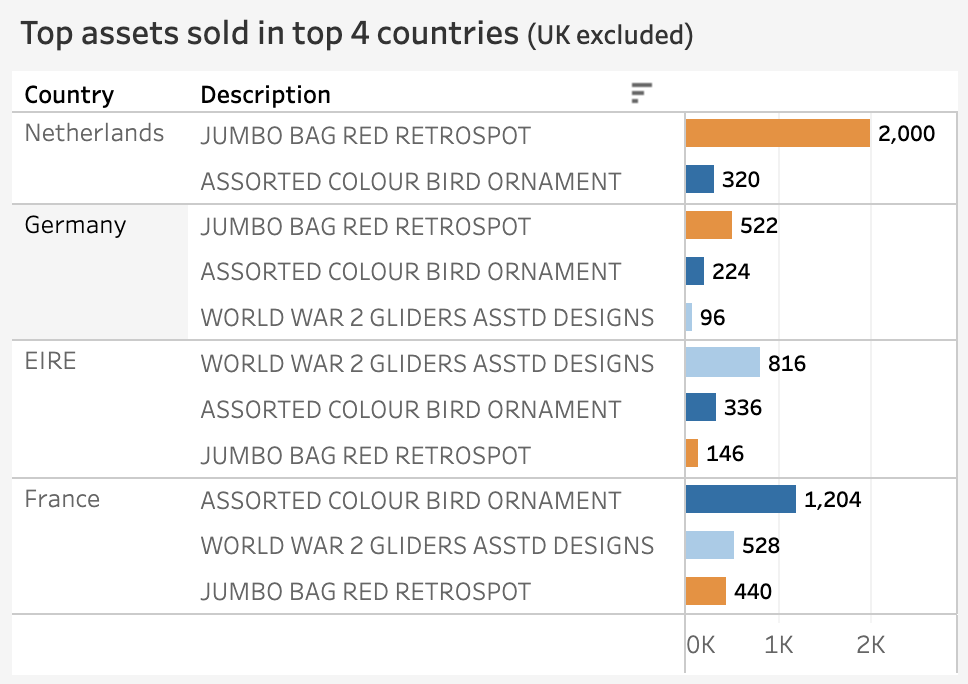 Top assets sold in top 4 countries (UK excluded)
Country Description
Netherlands JUMBO BAG RED RETROSPOT 2,000
ASSORTED COLOUR BIRD ORNAMENT 320
Germany JUMBO BAG RED RETROSPOT 522
ASSORTED COLOUR BIRD ORNAMENT 224
WORLD WAR 2 GLIDERS ASSTD DESIGNS 96
EIRE WORLD WAR 2 GLIDERS ASSTD DESIGNS 816
ASSORTED COLOUR BIRD ORNAMENT 336
JUMBO BAG RED RETROSPOT 146
France ASSORTED COLOUR BIRD ORNAMENT 1,204
WORLD WAR 2 GLIDERS ASSTD DESIGNS 528
JUMBO BAG RED RETROSPOT 440
0K 1K 2K